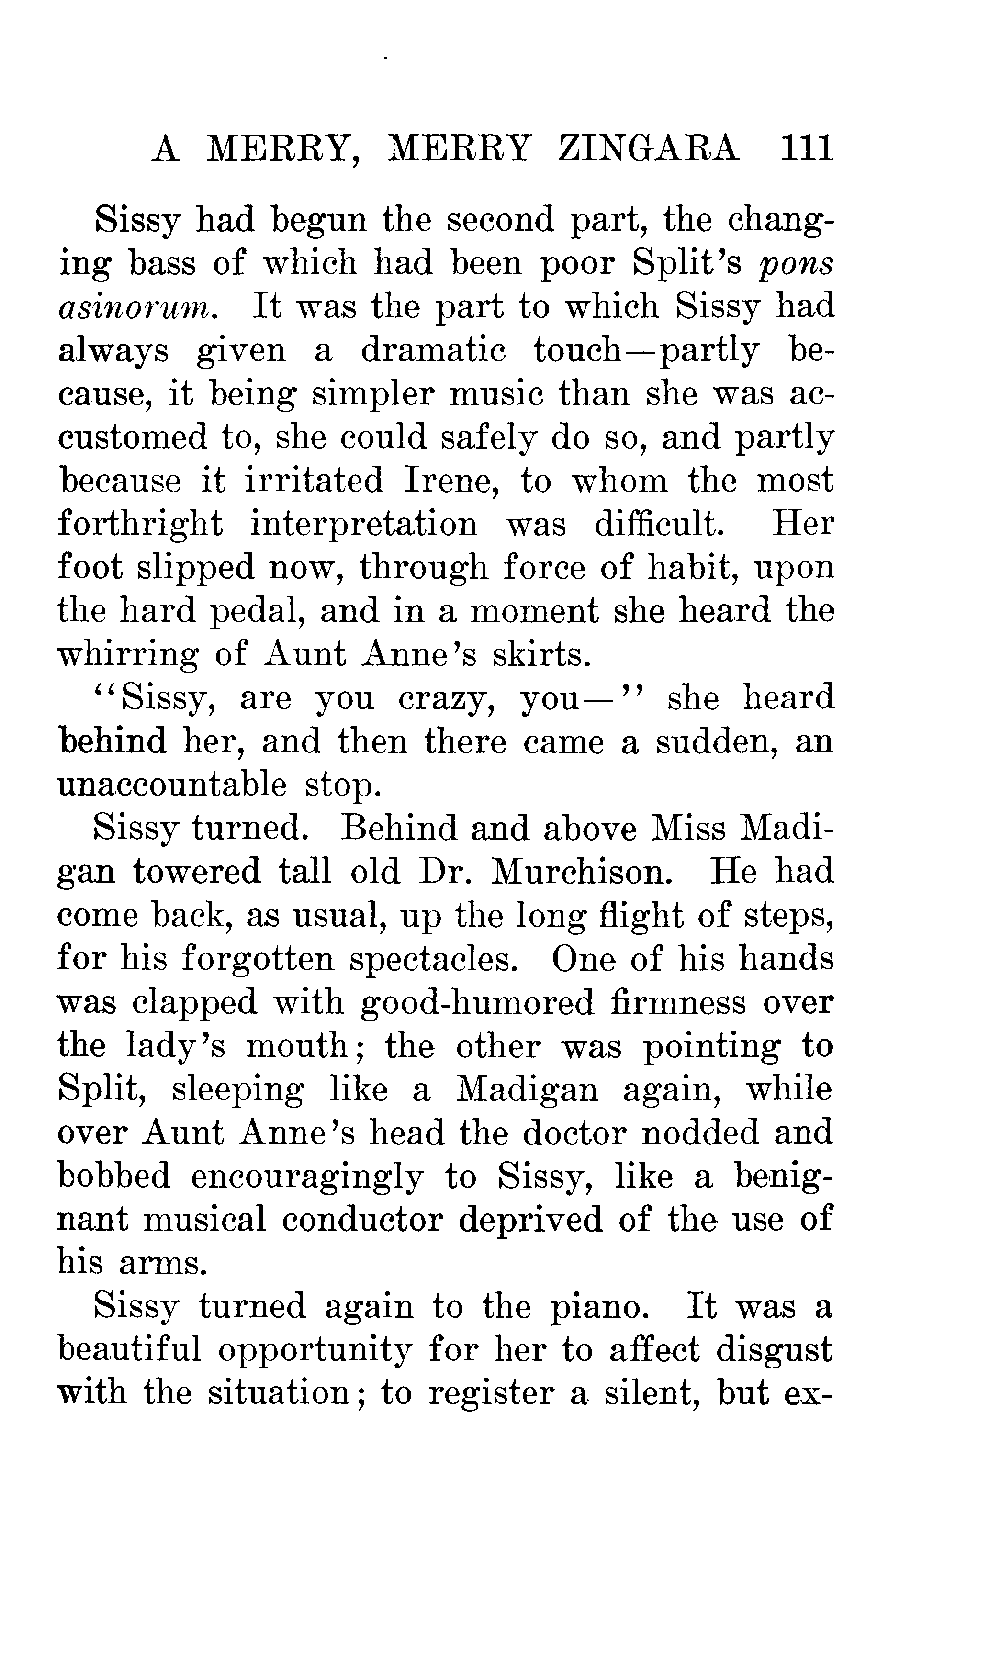 A MERRY, MERRY ZINGARA 111
Sissy had begun the second part, the chang-
ing bass of which had been poor Split's pons
asinorum. It was the part to which Sissy had
always given a dramatic touch—partly be-
cause, it being simpler music than she was ac-
customed to, she could safely do so, and partly
because it irritated Irene, to whom the most
forthright interpretation was difficult. Her
foot slipped now, through force of habit, upon
the hard pedal, and in a moment she heard the
whirring of Aunt Anne's skirts.
"Sissy, are you crazy, you—" she heard
behind her, and then there came a sudden, an
unaccountable stop.
Sissy turned. Behind and above Miss Madi-
gan towered tall old Dr. Murchison. He had
come back, as usual, up the long flight of steps,
for his forgotten spectacles. One of his hands
was clapped with good-humored firmness over
the lady's mouth; the other was pointing to
Split, sleeping like a Madigan again, while
over Aunt Anne's head the doctor nodded and
bobbed encouragingly to Sissy, like a benig-
nant musical conductor deprived of the use of
his arms.
Sissy turned again to the piano. It was a
beautiful opportunity for her to affect disgust
with the situation; to register a silent, but ex-